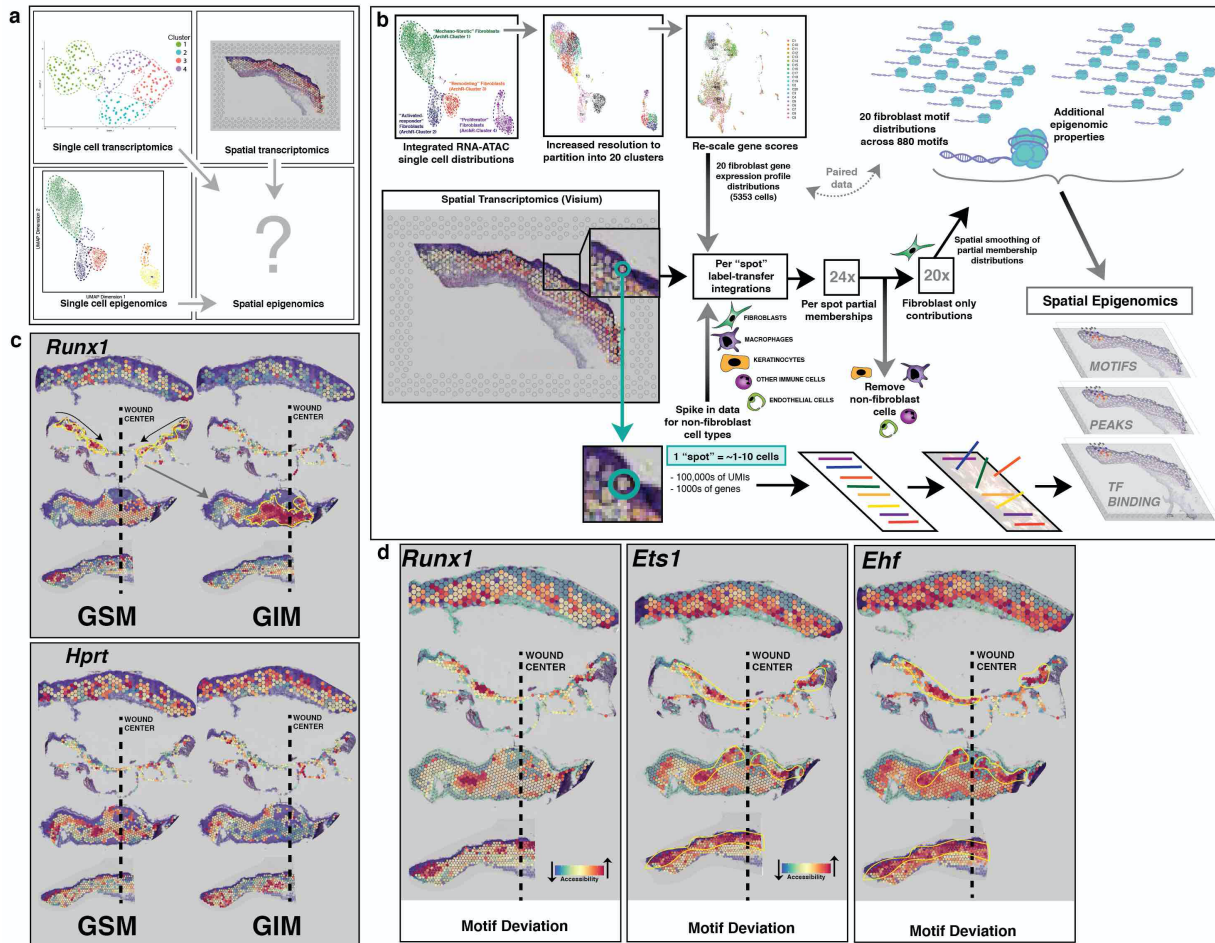 a
Cluster
1
2
3
4
Single cell transcriptomics
Spatial transcriptomics
UMAP Dimension 2
UMAP Dimension 1
Single cell epigenomics
?
Spatial epigenomics
b
"Mechano-fibrotic" Fibroblasts
(ArchR-Cluster 1)
"Remodeling" Fibroblasts
(ArchR-Cluster 3)
"Activated-
responder"
Fibroblasts
(ArchR-Cluster 2)
"Proliferator"
Fibroblasts
(ArchR-Cluster 4)
Integrated RNA-ATAC
single cell distributions
Increased resolution to
partition into 20 clusters
Re-scale gene scores
20 fibroblast gene
expression profile
distributions
(5353 cells)
Paired
data
20 fibroblast motif
distributions
across 880 motifs
Additional
epigenomic
properties
Spatial Transcriptomics (Visium)
Per "spot"
label-transfer
integrations
24x
Per spot partial
memberships
20x
Fibroblast only
contributions
Spatial smoothing of
partial membership
distributions
FIBROBLASTS
MACROPHAGES
KERATINOCYTES
OTHER IMMUNE CELLS
ENDOTHELIAL CELLS
Spike in data
for non-fibroblast
cell types
Remove
non-fibroblast
cells
1 "spot" = ~1-10 cells
- 100,000s of UMIs
- 1000s of genes
Spatial Epigenomics
MOTIFS
PEAKS
TF
BINDING
c
Runx1
WOUND
CENTER
WOUND
CENTER
GSM
GIM
Hprt
WOUND
CENTER
WOUND
CENTER
GSM
GIM
d
Runx1
WOUND
CENTER
Accessibility
Motif Deviation
Ets1
WOUND
CENTER
Accessibility
Motif Deviation
Ehf
WOUND
CENTER
Motif Deviation